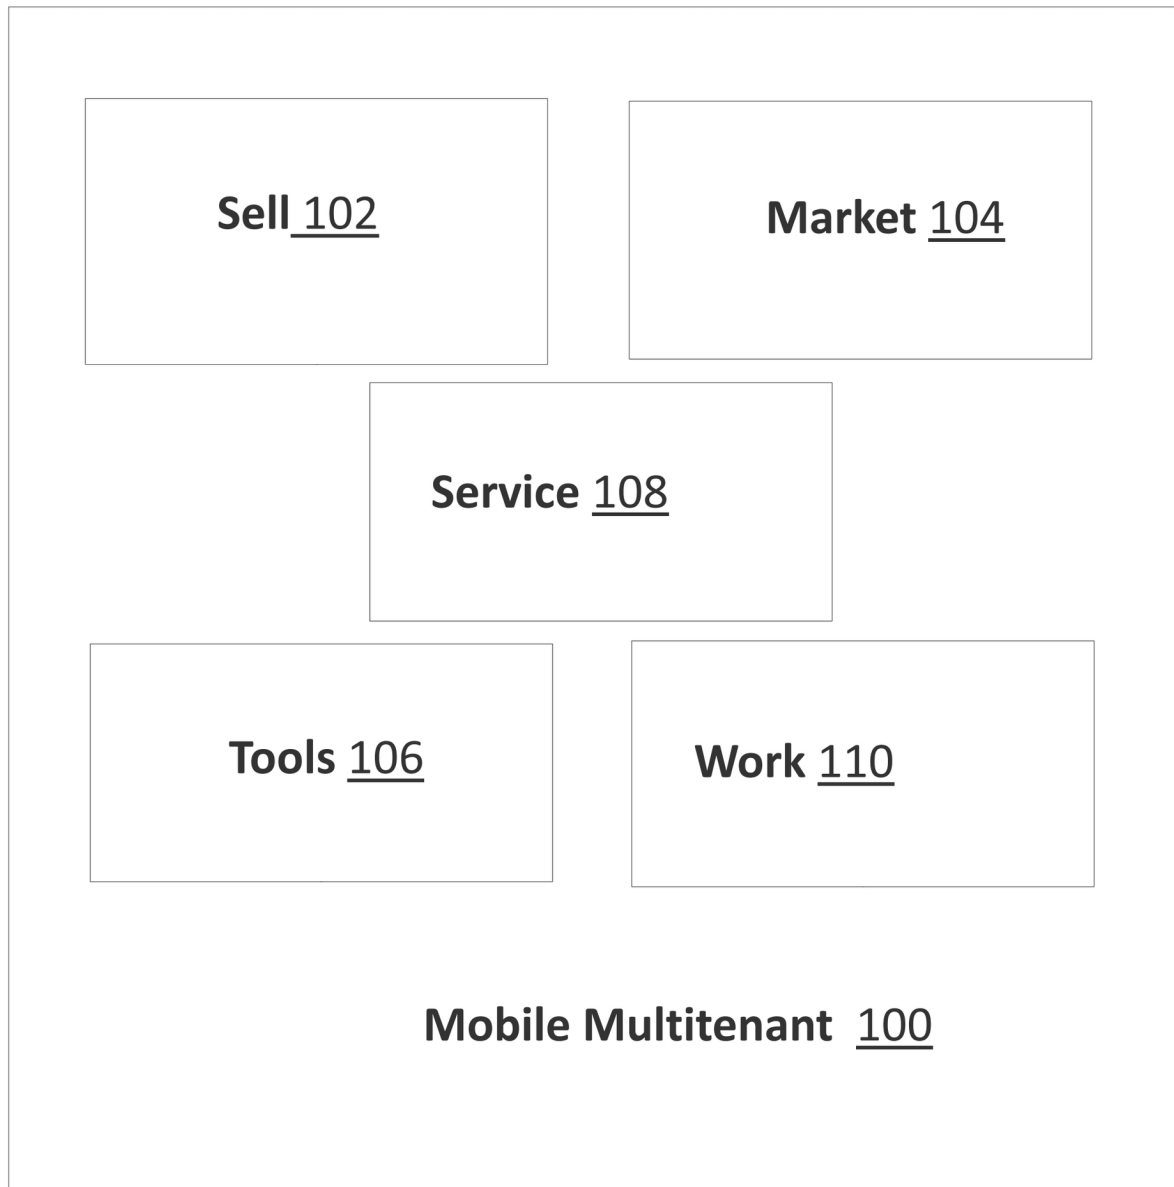 Sell 102
Market 104
Service 108
Tools 106
Work 110
Mobile Multitenant 100